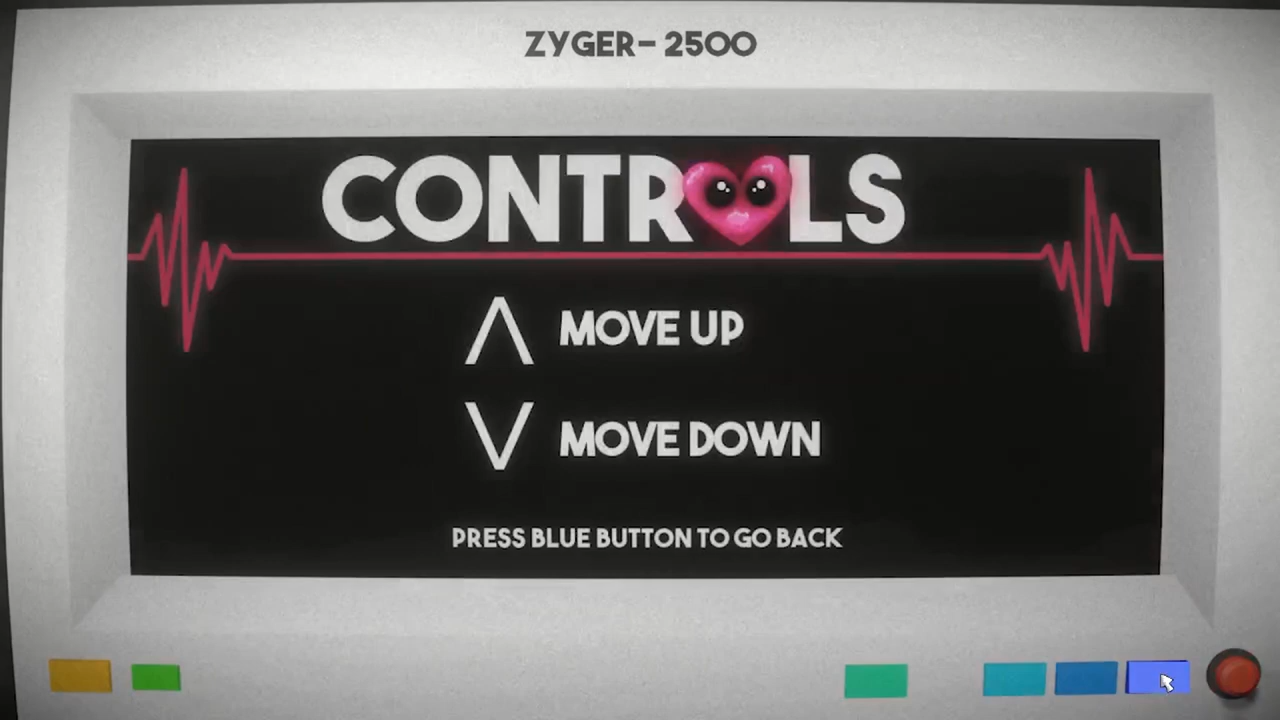 ZYGER- 2500
CONTROLS
MOVE UP
MOVE DOWN
PRESS BLUE BUTTON TO GO BACK